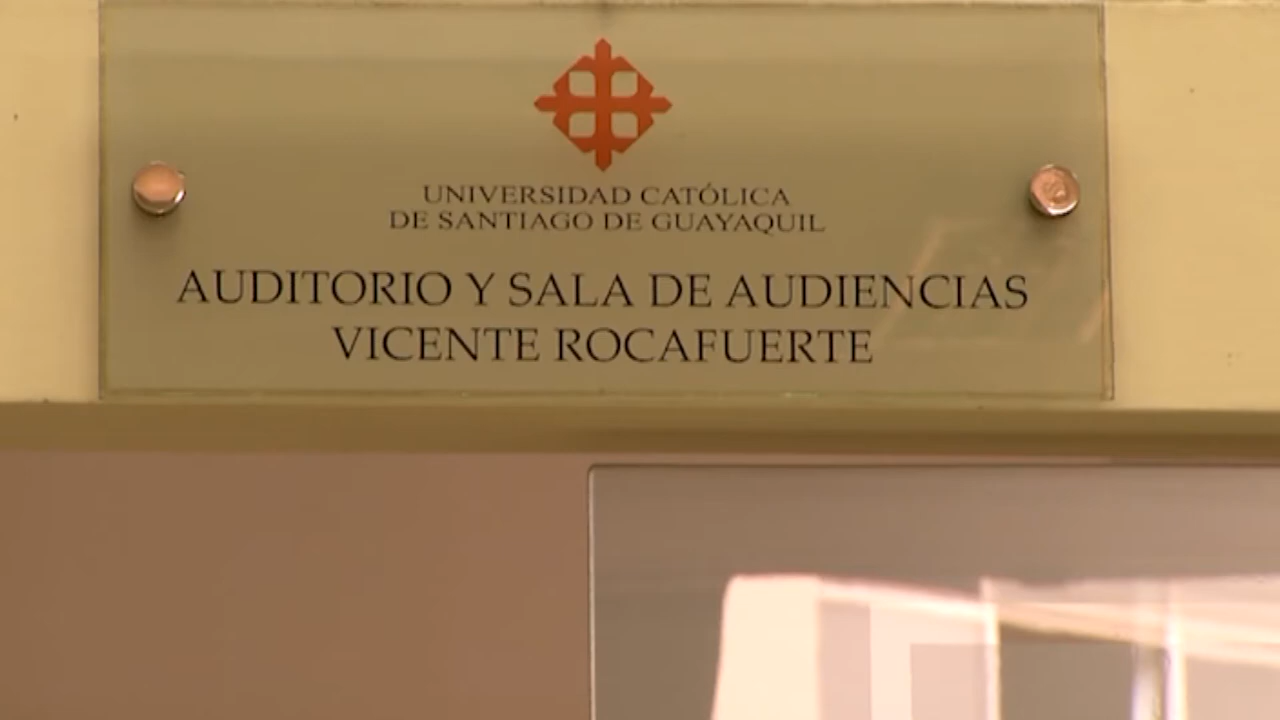 UNIVERSIDAD CATÓLICA
DE SANTIAGO DE GUAYAQUIL
AUDITORIO Y SALA DE AUDIENCIAS
VICENTE ROCAFUERTE